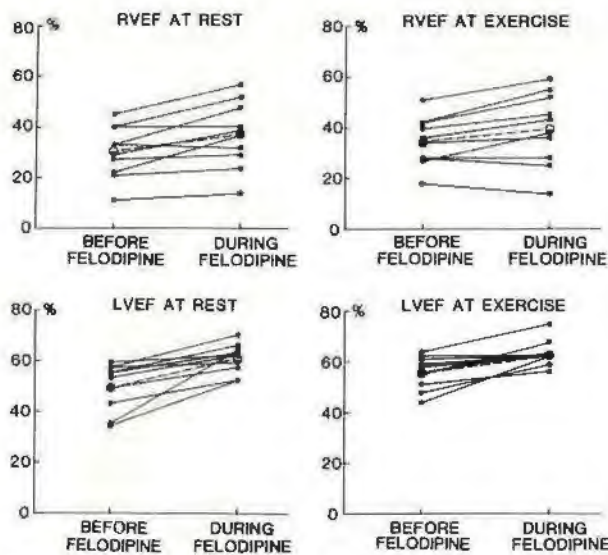 RVEF AT REST
%
80
60
40
20
0
BEFORE FELODIPINE
DURING FELODIPINE
RVEF AT EXERCISE
%
80
60
40
20
0
BEFORE FELODIPINE
DURING FELODIPINE
LVEF AT REST
%
80
60
40
20
0
BEFORE FELODIPINE
DURING FELODIPINE
LVEF AT EXERCISE
%
80
60
40
20
0
BEFORE FELODIPINE
DURING FELODIPINE